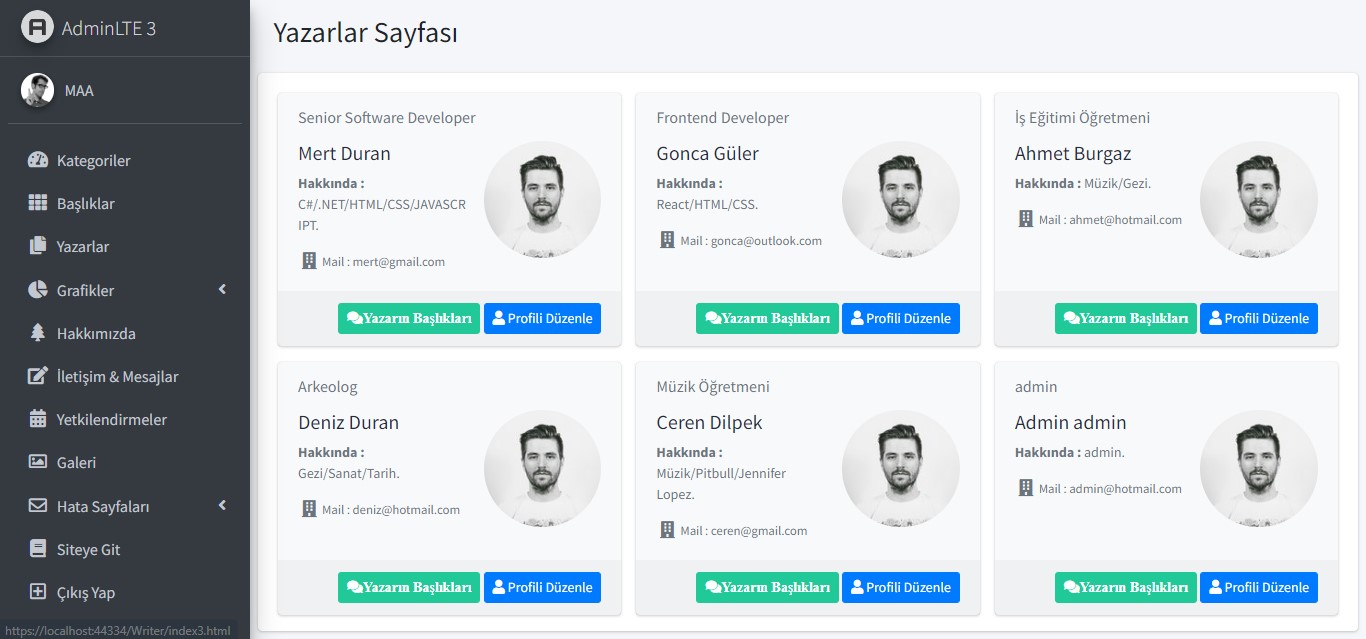 AdminLTE 3
MAA
Kategoriler
Başlıklar
Yazarlar
Grafikler
Hakkımızda
İletişim & Mesajlar
Yetkilendirmeler
Galeri
Hata Sayfaları
Siteye Git
Çıkış Yap
https://localhost:44334/Writer/index3.html
Yazarlar Sayfası
Senior Software Developer
Mert Duran
Hakkında :
C#/.NET/HTML/CSS/JAVASCR
IPT.
Mail : mert@gmail.com
Yazarın Başlıkları Profili Düzenle
Frontend Developer
Gonca Güler
Hakkında :
React/HTML/CSS.
Mail : gonca@outlook.com
Yazarın Başlıkları Profili Düzenle
İş Eğitimi Öğretmeni
Ahmet Burgaz
Hakkında : Müzik/Gezi.
Mail : ahmet@hotmail.com
Yazarın Başlıkları Profili Düzenle
Arkeolog
Deniz Duran
Hakkında :
Gezi/Sanat/Tarih.
Mail : deniz@hotmail.com
Yazarın Başlıkları Profili Düzenle
Müzik Öğretmeni
Ceren Dilpek
Hakkında :
Müzik/Pitbull/Jennifer
Lopez.
Mail : ceren@gmail.com
Yazarın Başlıkları Profili Düzenle
admin
Admin admin
Hakkında : admin.
Mail : admin@hotmail.com
Yazarın Başlıkları Profili Düzenle